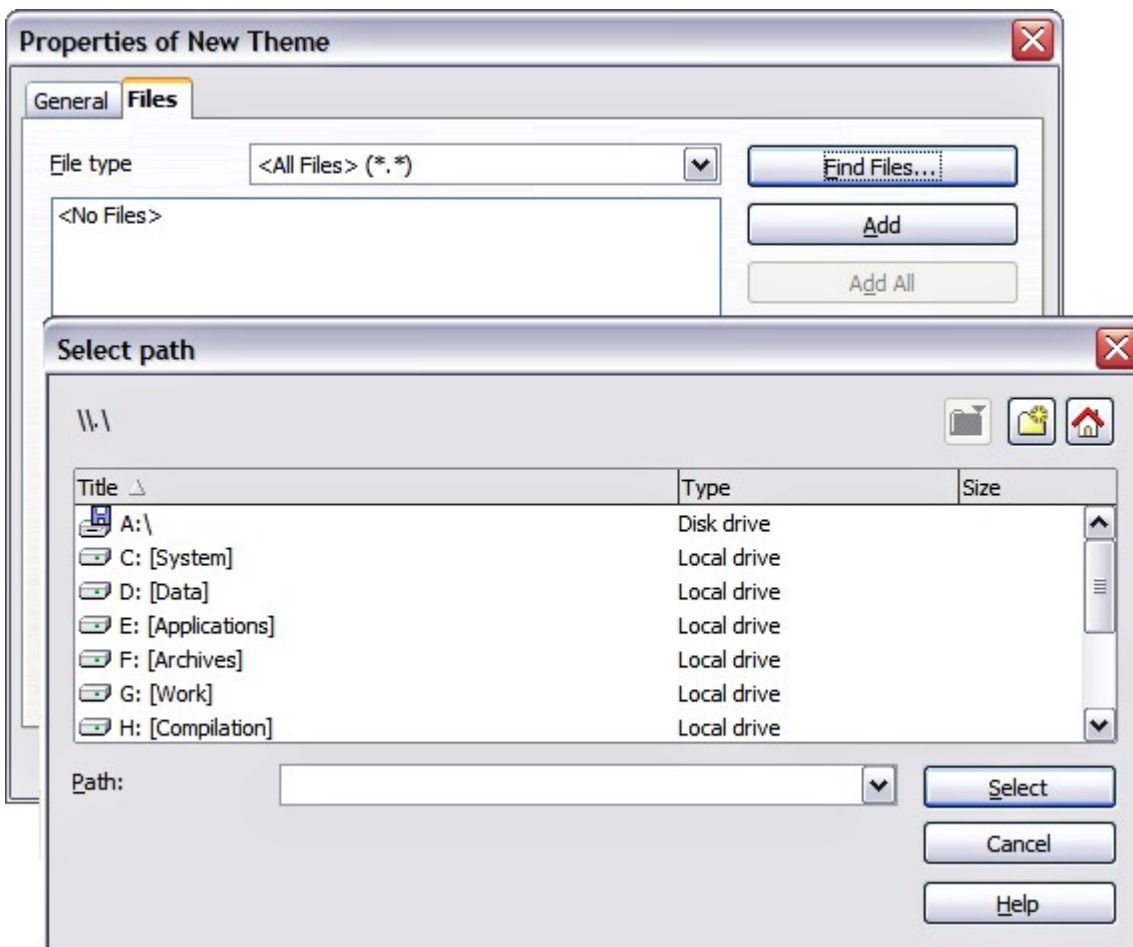 Properties of New Theme
General Files
File type <All Files> (*.*) Find Files...
<No Files>
Add
Add All
Select path
\\.\
Title Type Size
A:\ Disk drive
C: [System] Local drive
D: [Data] Local drive
E: [Applications] Local drive
F: [Archives] Local drive
G: [Work] Local drive
H: [Compilation] Local drive
Path: Select
Cancel
Help